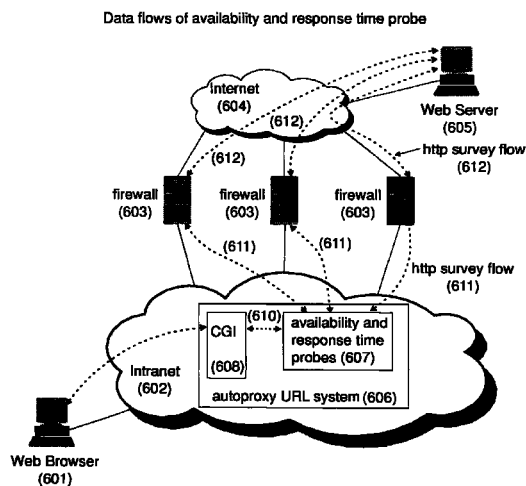 Data flows of availability and response time probe
Internet
(604)
(612)
Web Server
(605)
(612)
http survey flow
(612)
firewall
(603)
firewall
(603)
firewall
(603)
(611)
(611)
http survey flow
(611)
(610)
CGI
(608)
availability and
response time
probes (607)
Intranet
(602)
autoproxy URL system (606)
Web Browser
(601)